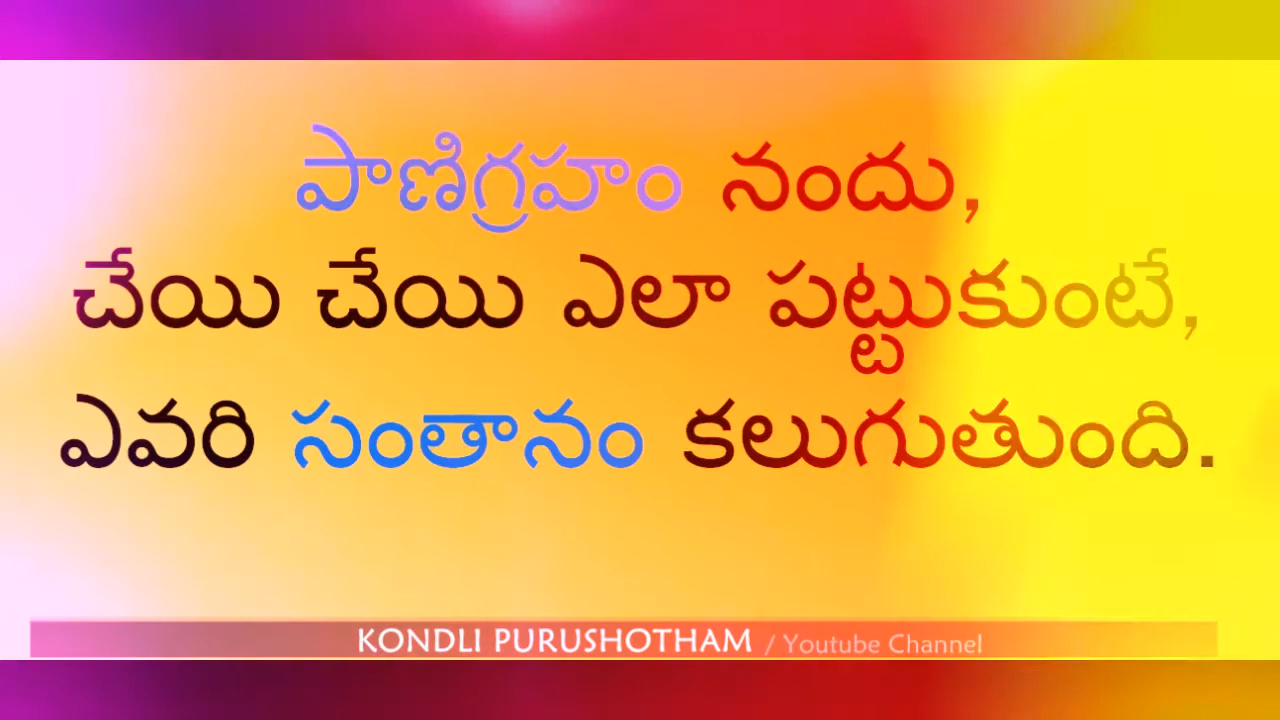 పాణిగ్రహం నందు,
చేయి చేయి ఎలా పట్టుకుంటే,
ఎవరి సంతానం కలుగుతుంది.
KONDLI PURUSHOTHAM / Youtube Channel